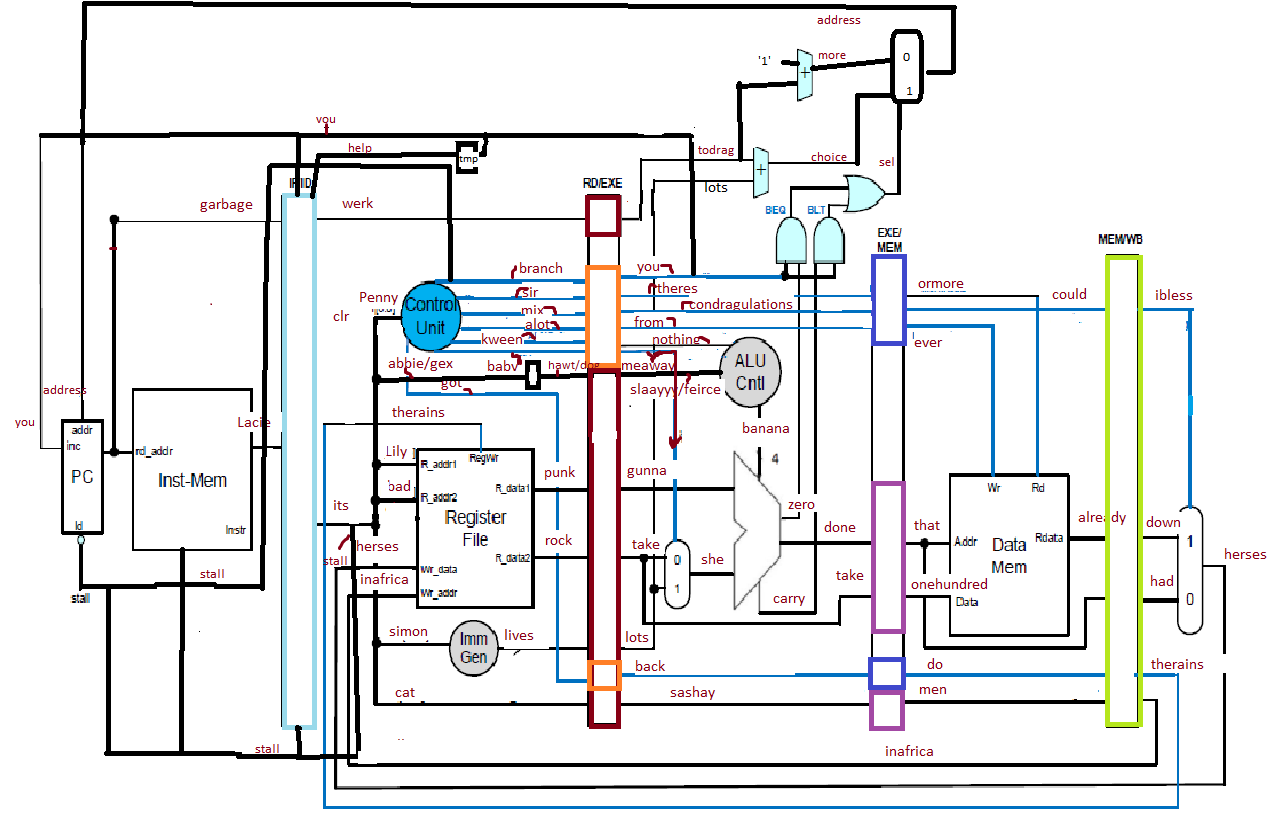 address
'1'
more
+
0
1
vou
help
tmp
todrag
choice
sel
+
lots
BEQ
BLT
RD/EXE
garbage
werk
EXE/
MEM
MEM/WB
branch
you
theres
sir
condragulations
ormore
could
ibless
Penny
Control
Unit
clr
mix
alot
from
kween
nothing
ever
abbie/gex
babv
hawt/dog
meaway
ALU
Cntl
got
slaayyy/feirce
address
you
Lacie
therains
banana
addr
inc
PC
ld
rd_addr
Inst-Mem
Instr
Lily
bad
R_addr1
RegWr
R_addr2
R_data1
Register
File
R_data2
Wr_data
Wr_addr
punk
gunna
4
zero
Wr
Rd
its
rock
take
done
that
already
down
herses
0
she
1
Addr
Data
Mem
Rdata
Data
1
0
herses
stall
inafrica
take
onehundred
had
stall
stall
carry
simon
Imm
Gen
lives
lots
back
do
therains
cat
sashay
men
stall
inafrica